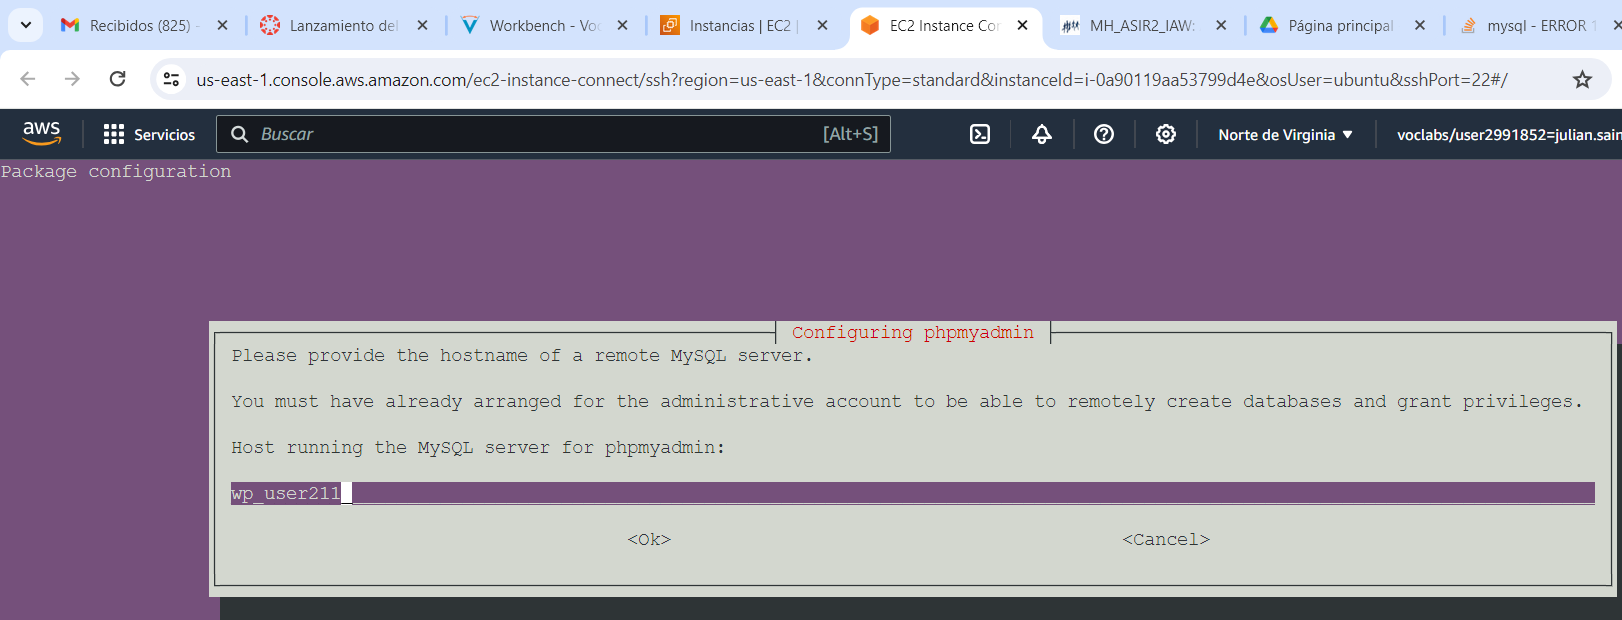 Recibidos (825) -
Lanzamiento del
Workbench - Voc
Instancias | EC2 |
EC2 Instance Con
MH_ASIR2_IAW:
Página principal
mysql - ERROR 1
us-east-1.console.aws.amazon.com/ec2-instance-connect/ssh?region=us-east-1&connType=standard&instanceId=i-0a90119aa53799d4e&osUser=ubuntu&sshPort=22#/
aws
Servicios
Buscar
[Alt+S]
Norte de Virginia
voclabs/user2991852=julian.sain
Package configuration
Configuring phpmyadmin
Please provide the hostname of a remote MySQL server.
You must have already arranged for the administrative account to be able to remotely create databases and grant privileges.
Host running the MySQL server for phpmyadmin:
wp_user211
<Ok>
<Cancel>